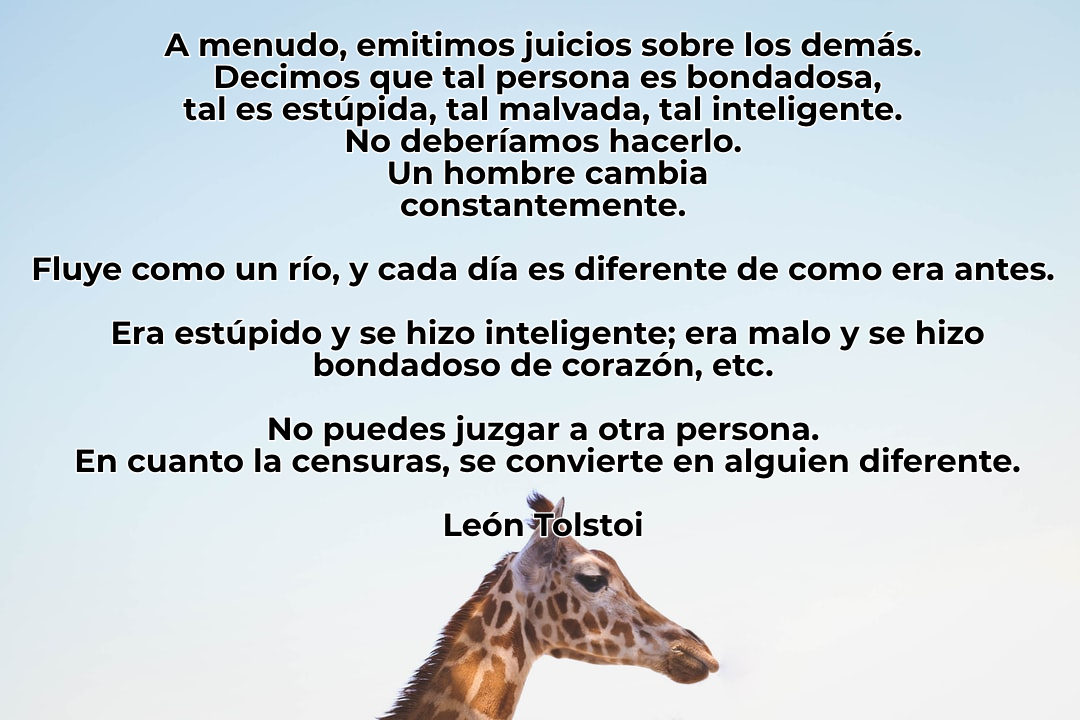 A menudo, emitimos juicios sobre los demás.
Decimos que tal persona es bondadosa,
tal es estúpida, tal malvada, tal inteligente.
No deberíamos hacerlo.
Un hombre cambia
constantemente.
Fluye como un río, y cada día es diferente de como era antes.
Era estúpido y se hizo inteligente; era malo y se hizo
bondadoso de corazón, etc.
No puedes juzgar a otra persona.
En cuanto la censuras, se convierte en alguien diferente.
León Tolstoi